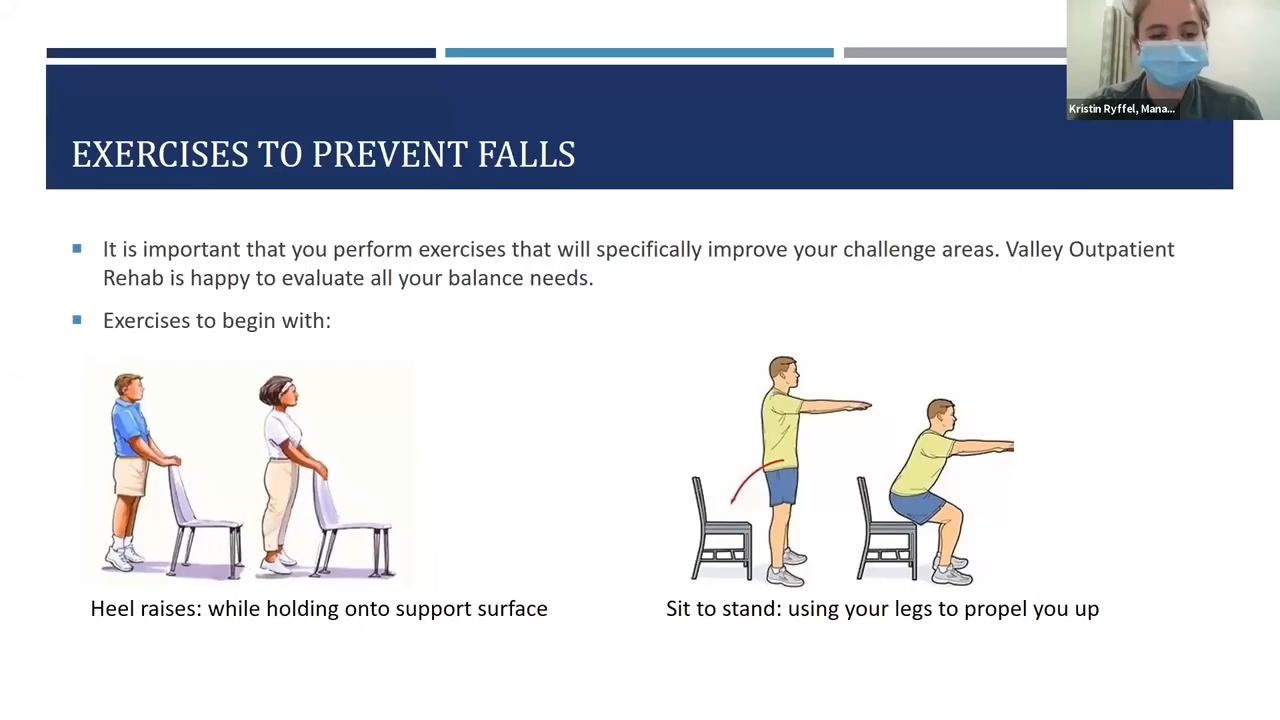 Kristin Ryffel, Mana...
EXERCISES TO PREVENT FALLS
It is important that you perform exercises that will specifically improve your challenge areas. Valley Outpatient
Rehab is happy to evaluate all your balance needs.
Exercises to begin with:
Heel raises: while holding onto support surface
Sit to stand: using your legs to propel you up